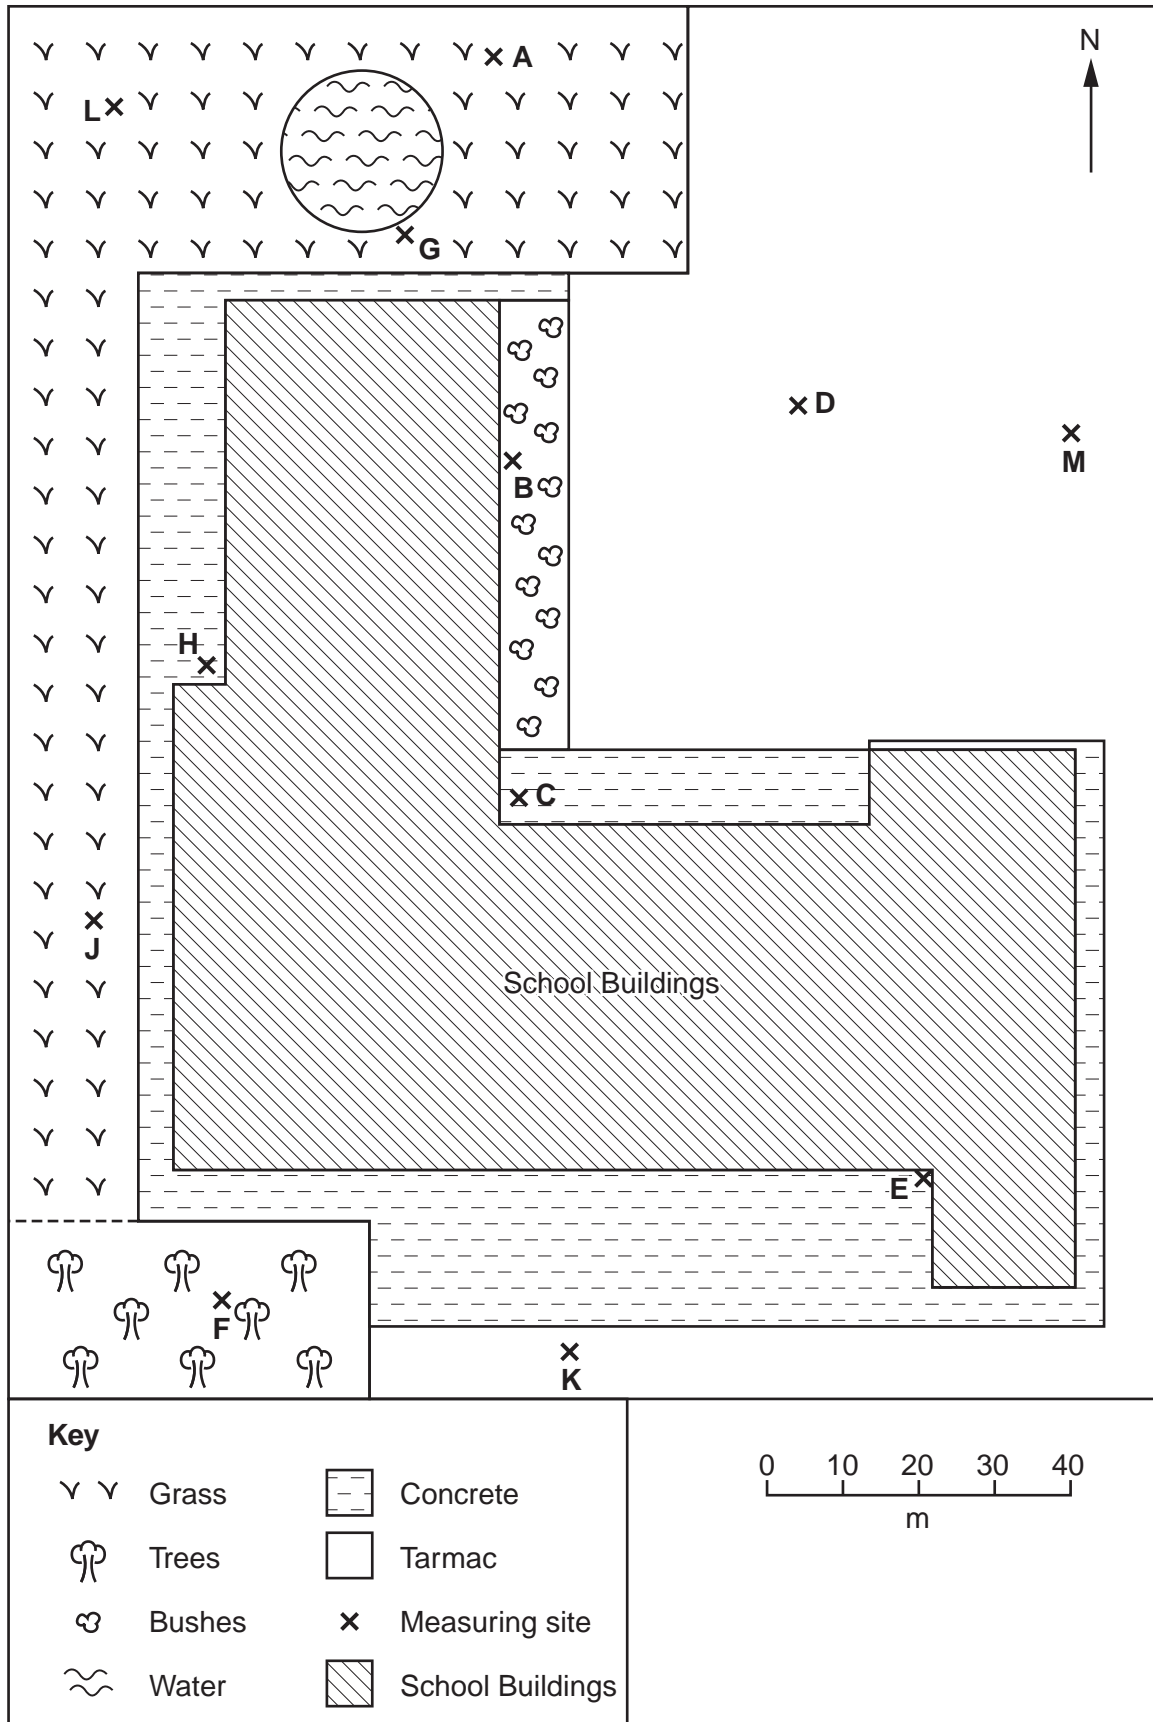 N
A
L
G
D
M
B
H
C
J
School Buildings
E
F
K
Key
Grass
Concrete
Trees
Tarmac
Bushes
Measuring site
Water
School Buildings
0 10 20 30 40
m